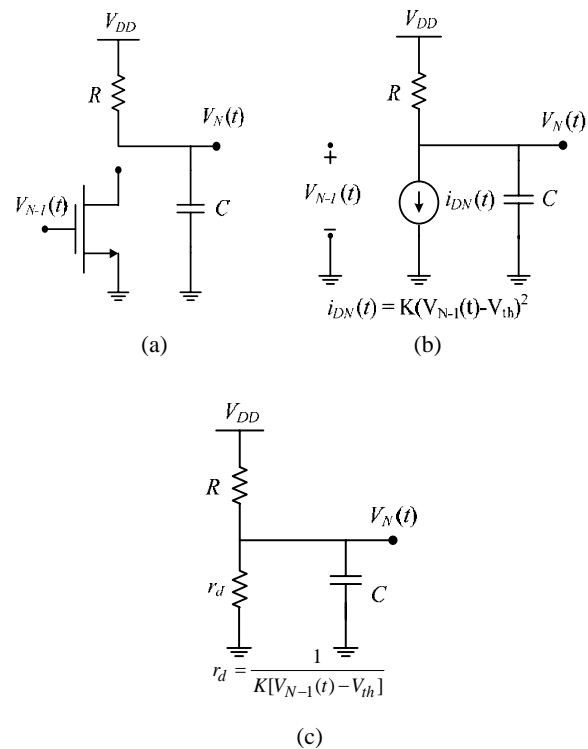 V_DD V_DD
R R
V_N(t) V_N(t)
V_N-1(t) C + V_N-1(t) − i_DN(t) C
i_DN(t) = K(V_N-1(t)-V_th)^2
(a) (b)
V_DD
R
V_N(t)
r_d C
r_d = 1 / K[V_N-1(t) − V_th]
(c)